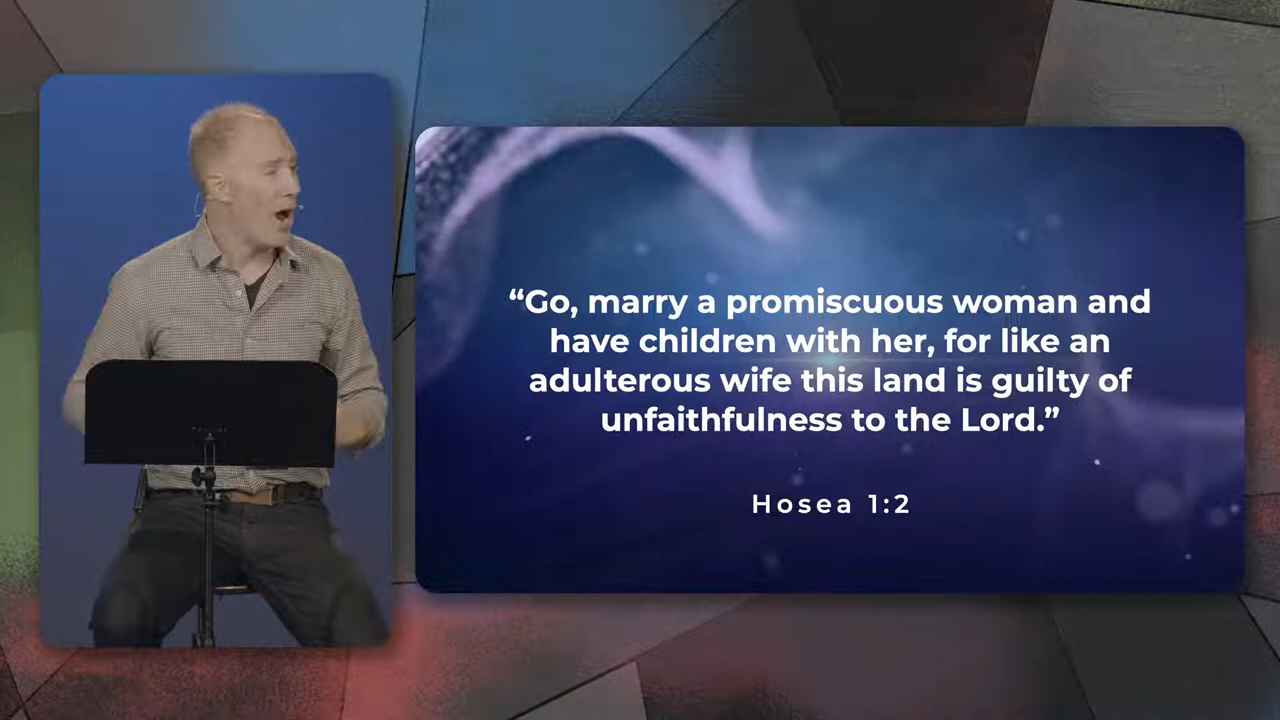 “Go, marry a promiscuous woman and
have children with her, for like an
adulterous wife this land is guilty of
unfaithfulness to the Lord.”
Hosea 1:2